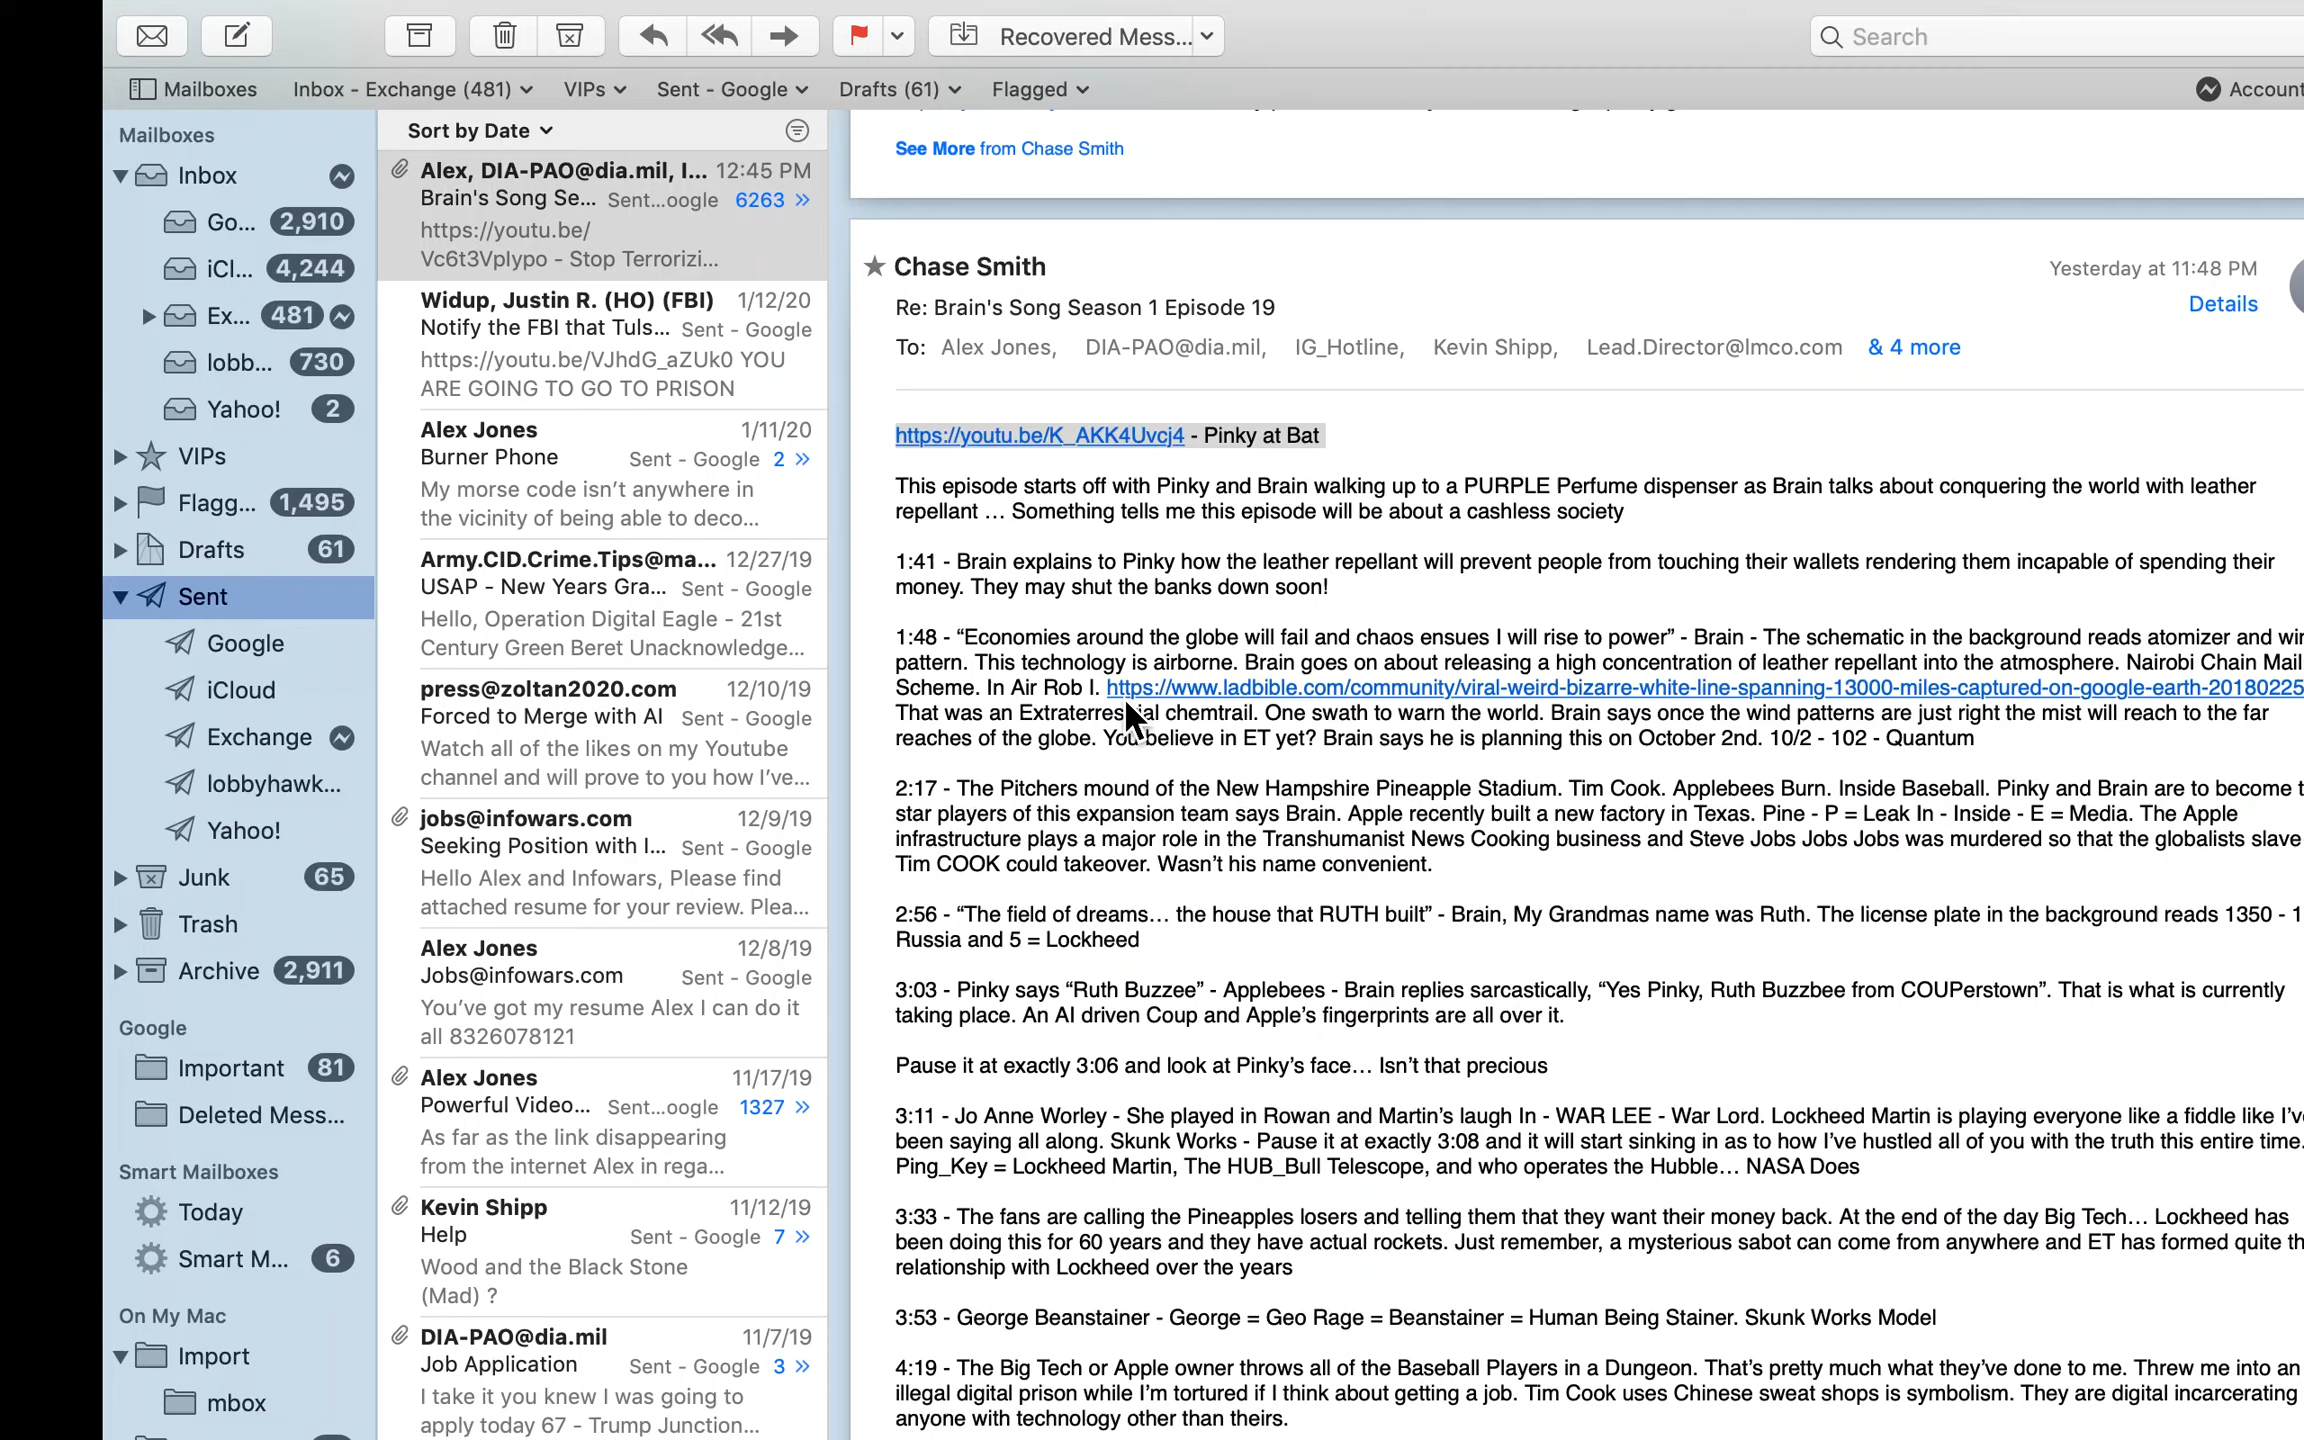 Recovered Mess...
Search
Mailboxes
Inbox - Exchange (481)
VIPs
Sent - Google
Drafts (61)
Flagged
Account
Mailboxes
Inbox
Go... 2,910
iCl... 4,244
Ex... 481
lobb... 730
Yahoo! 2
VIPs
Flagg... 1,495
Drafts 61
Sent
Google
iCloud
Exchange
lobbyhawk...
Yahoo!
Junk 65
Trash
Archive 2,911
Google
Important 81
Deleted Mess...
Smart Mailboxes
Today
Smart M... 6
On My Mac
Import
mbox
Sort by Date
Alex, DIA-PAO@dia.mil, I... 12:45 PM
Brain's Song Se... Sent...oogle 6263 »
https://youtu.be/
Vc6t3Vplypo - Stop Terrorizi...
Widup, Justin R. (HO) (FBI) 1/12/20
Notify the FBI that Tuls... Sent - Google
https://youtu.be/VJhdG_aZUk0 YOU
ARE GOING TO GO TO PRISON
Alex Jones 1/11/20
Burner Phone Sent - Google 2 »
My morse code isn't anywhere in
the vicinity of being able to deco...
Army.CID.Crime.Tips@ma... 12/27/19
USAP - New Years Gra... Sent - Google
Hello, Operation Digital Eagle - 21st
Century Green Beret Unacknowledge...
press@zoltan2020.com 12/10/19
Forced to Merge with AI Sent - Google
Watch all of the likes on my Youtube
channel and will prove to you how I've...
jobs@infowars.com 12/9/19
Seeking Position with I... Sent - Google
Hello Alex and Infowars, Please find
attached resume for your review. Plea...
Alex Jones 12/8/19
Jobs@infowars.com Sent - Google
You've got my resume Alex I can do it
all 8326078121
Alex Jones 11/17/19
Powerful Video... Sent...oogle 1327 »
As far as the link disappearing
from the internet Alex in rega...
Kevin Shipp 11/12/19
Help Sent - Google 7 »
Wood and the Black Stone
(Mad) ?
DIA-PAO@dia.mil 11/7/19
Job Application Sent - Google 3 »
I take it you knew I was going to
apply today 67 - Trump Junction...
See More from Chase Smith
Chase Smith
Yesterday at 11:48 PM
Re: Brain's Song Season 1 Episode 19
Details
To: Alex Jones, DIA-PAO@dia.mil, IG_Hotline, Kevin Shipp, Lead.Director@lmco.com & 4 more
https://youtu.be/K_AKK4Uvcj4 - Pinky at Bat
This episode starts off with Pinky and Brain walking up to a PURPLE Perfume dispenser as Brain talks about conquering the world with leather
repellant … Something tells me this episode will be about a cashless society
1:41 - Brain explains to Pinky how the leather repellant will prevent people from touching their wallets rendering them incapable of spending their
money. They may shut the banks down soon!
1:48 - “Economies around the globe will fail and chaos ensues I will rise to power” - Brain - The schematic in the background reads atomizer and
pattern. This technology is airborne. Brain goes on about releasing a high concentration of leather repellant into the atmosphere. Nairobi Chain Mail
Scheme. In Air Rob I. https://www.ladbible.com/community/viral-weird-bizarre-white-line-spanning-13000-miles-captured-on-google-earth-20180225
That was an Extraterrestrial chemtrail. One swath to warn the world. Brain says once the wind patterns are just right the mist will reach to the far
reaches of the globe. You believe in ET yet? Brain says he is planning this on October 2nd. 10/2 - 102 - Quantum
2:17 - The Pitchers mound of the New Hampshire Pineapple Stadium. Tim Cook. Applebees Burn. Inside Baseball. Pinky and Brain are to become
star players of this expansion team says Brain. Apple recently built a new factory in Texas. Pine - P = Leak In - Inside - E = Media. The Apple
infrastructure plays a major role in the Transhumanist News Cooking business and Steve Jobs Jobs Jobs was murdered so that the globalists slave
Tim COOK could takeover. Wasn’t his name convenient.
2:56 - “The field of dreams… the house that RUTH built” - Brain, My Grandmas name was Ruth. The license plate in the background reads 1350 - 1
Russia and 5 = Lockheed
3:03 - Pinky says “Ruth Buzzee” - Applebees - Brain replies sarcastically, “Yes Pinky, Ruth Buzzbee from COUPerstown”. That is what is currently
taking place. An AI driven Coup and Apple’s fingerprints are all over it.
Pause it at exactly 3:06 and look at Pinky’s face… Isn’t that precious
3:11 - Jo Anne Worley - She played in Rowan and Martin’s laugh In - WAR LEE - War Lord. Lockheed Martin is playing everyone like a fiddle like I’ve
been saying all along. Skunk Works - Pause it at exactly 3:08 and it will start sinking in as to how I’ve hustled all of you with the truth this entire time.
Ping_Key = Lockheed Martin, The HUB_Bull Telescope, and who operates the Hubble… NASA Does
3:33 - The fans are calling the Pineapples losers and telling them that they want their money back. At the end of the day Big Tech… Lockheed has
been doing this for 60 years and they have actual rockets. Just remember, a mysterious sabot can come from anywhere and ET has formed quite
relationship with Lockheed over the years
3:53 - George Beanstainer - George = Geo Rage = Beanstainer = Human Being Stainer. Skunk Works Model
4:19 - The Big Tech or Apple owner throws all of the Baseball Players in a Dungeon. That’s pretty much what they’ve done to me. Threw me into an
illegal digital prison while I’m tortured if I think about getting a job. Tim Cook uses Chinese sweat shops is symbolism. They are digital incarcerating
anyone with technology other than theirs.